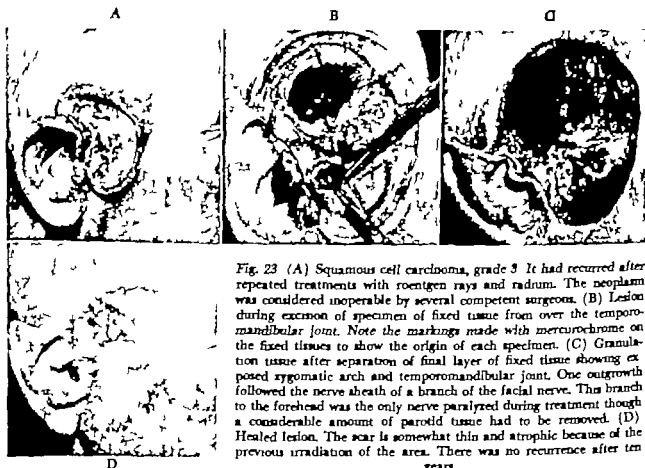 A
B
C
Fig. 23 (A) Squamous cell carcinoma, grade 3 It had recurred after
repeated treatments with roentgen rays and radium. The neoplasm
was considered inoperable by several competent surgeons. (B) Lesion
during excision of specimen of fixed tissue from over the temporo-
mandibular joint. Note the markings made with mercurochrome on
the fixed tissues to show the origin of each specimen. (C) Granula-
tion tissue after separation of final layer of fixed tissue showing ex
posed zygomatic arch and temporomandibular joint. One outgrowth
followed the nerve sheath of a branch of the facial nerve. This branch
to the forehead was the only nerve paralyzed during treatment though
a considerable amount of parotid tissue had to be removed. (D)
Healed lesion. The scar is somewhat thin and atrophic because of the
previous irradiation of the area. There was no recurrence after ten
years
D